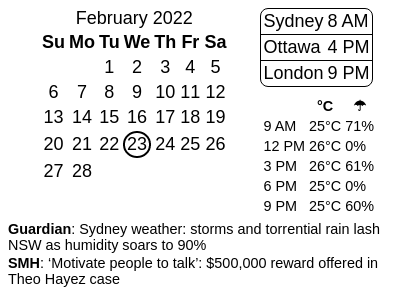 February 2022
Su Mo Tu We Th Fr Sa
1 2 3 4 5
6 7 8 9 10 11 12
13 14 15 16 17 18 19
20 21 22 23 24 25 26
27 28
Sydney 8 AM
Ottawa 4 PM
London 9 PM
°C ☂
9 AM 25°C 71%
12 PM 26°C 0%
3 PM 26°C 61%
6 PM 25°C 0%
9 PM 25°C 60%
Guardian: Sydney weather: storms and torrential rain lash
NSW as humidity soars to 90%
SMH: ‘Motivate people to talk’: $500,000 reward offered in
Theo Hayez case